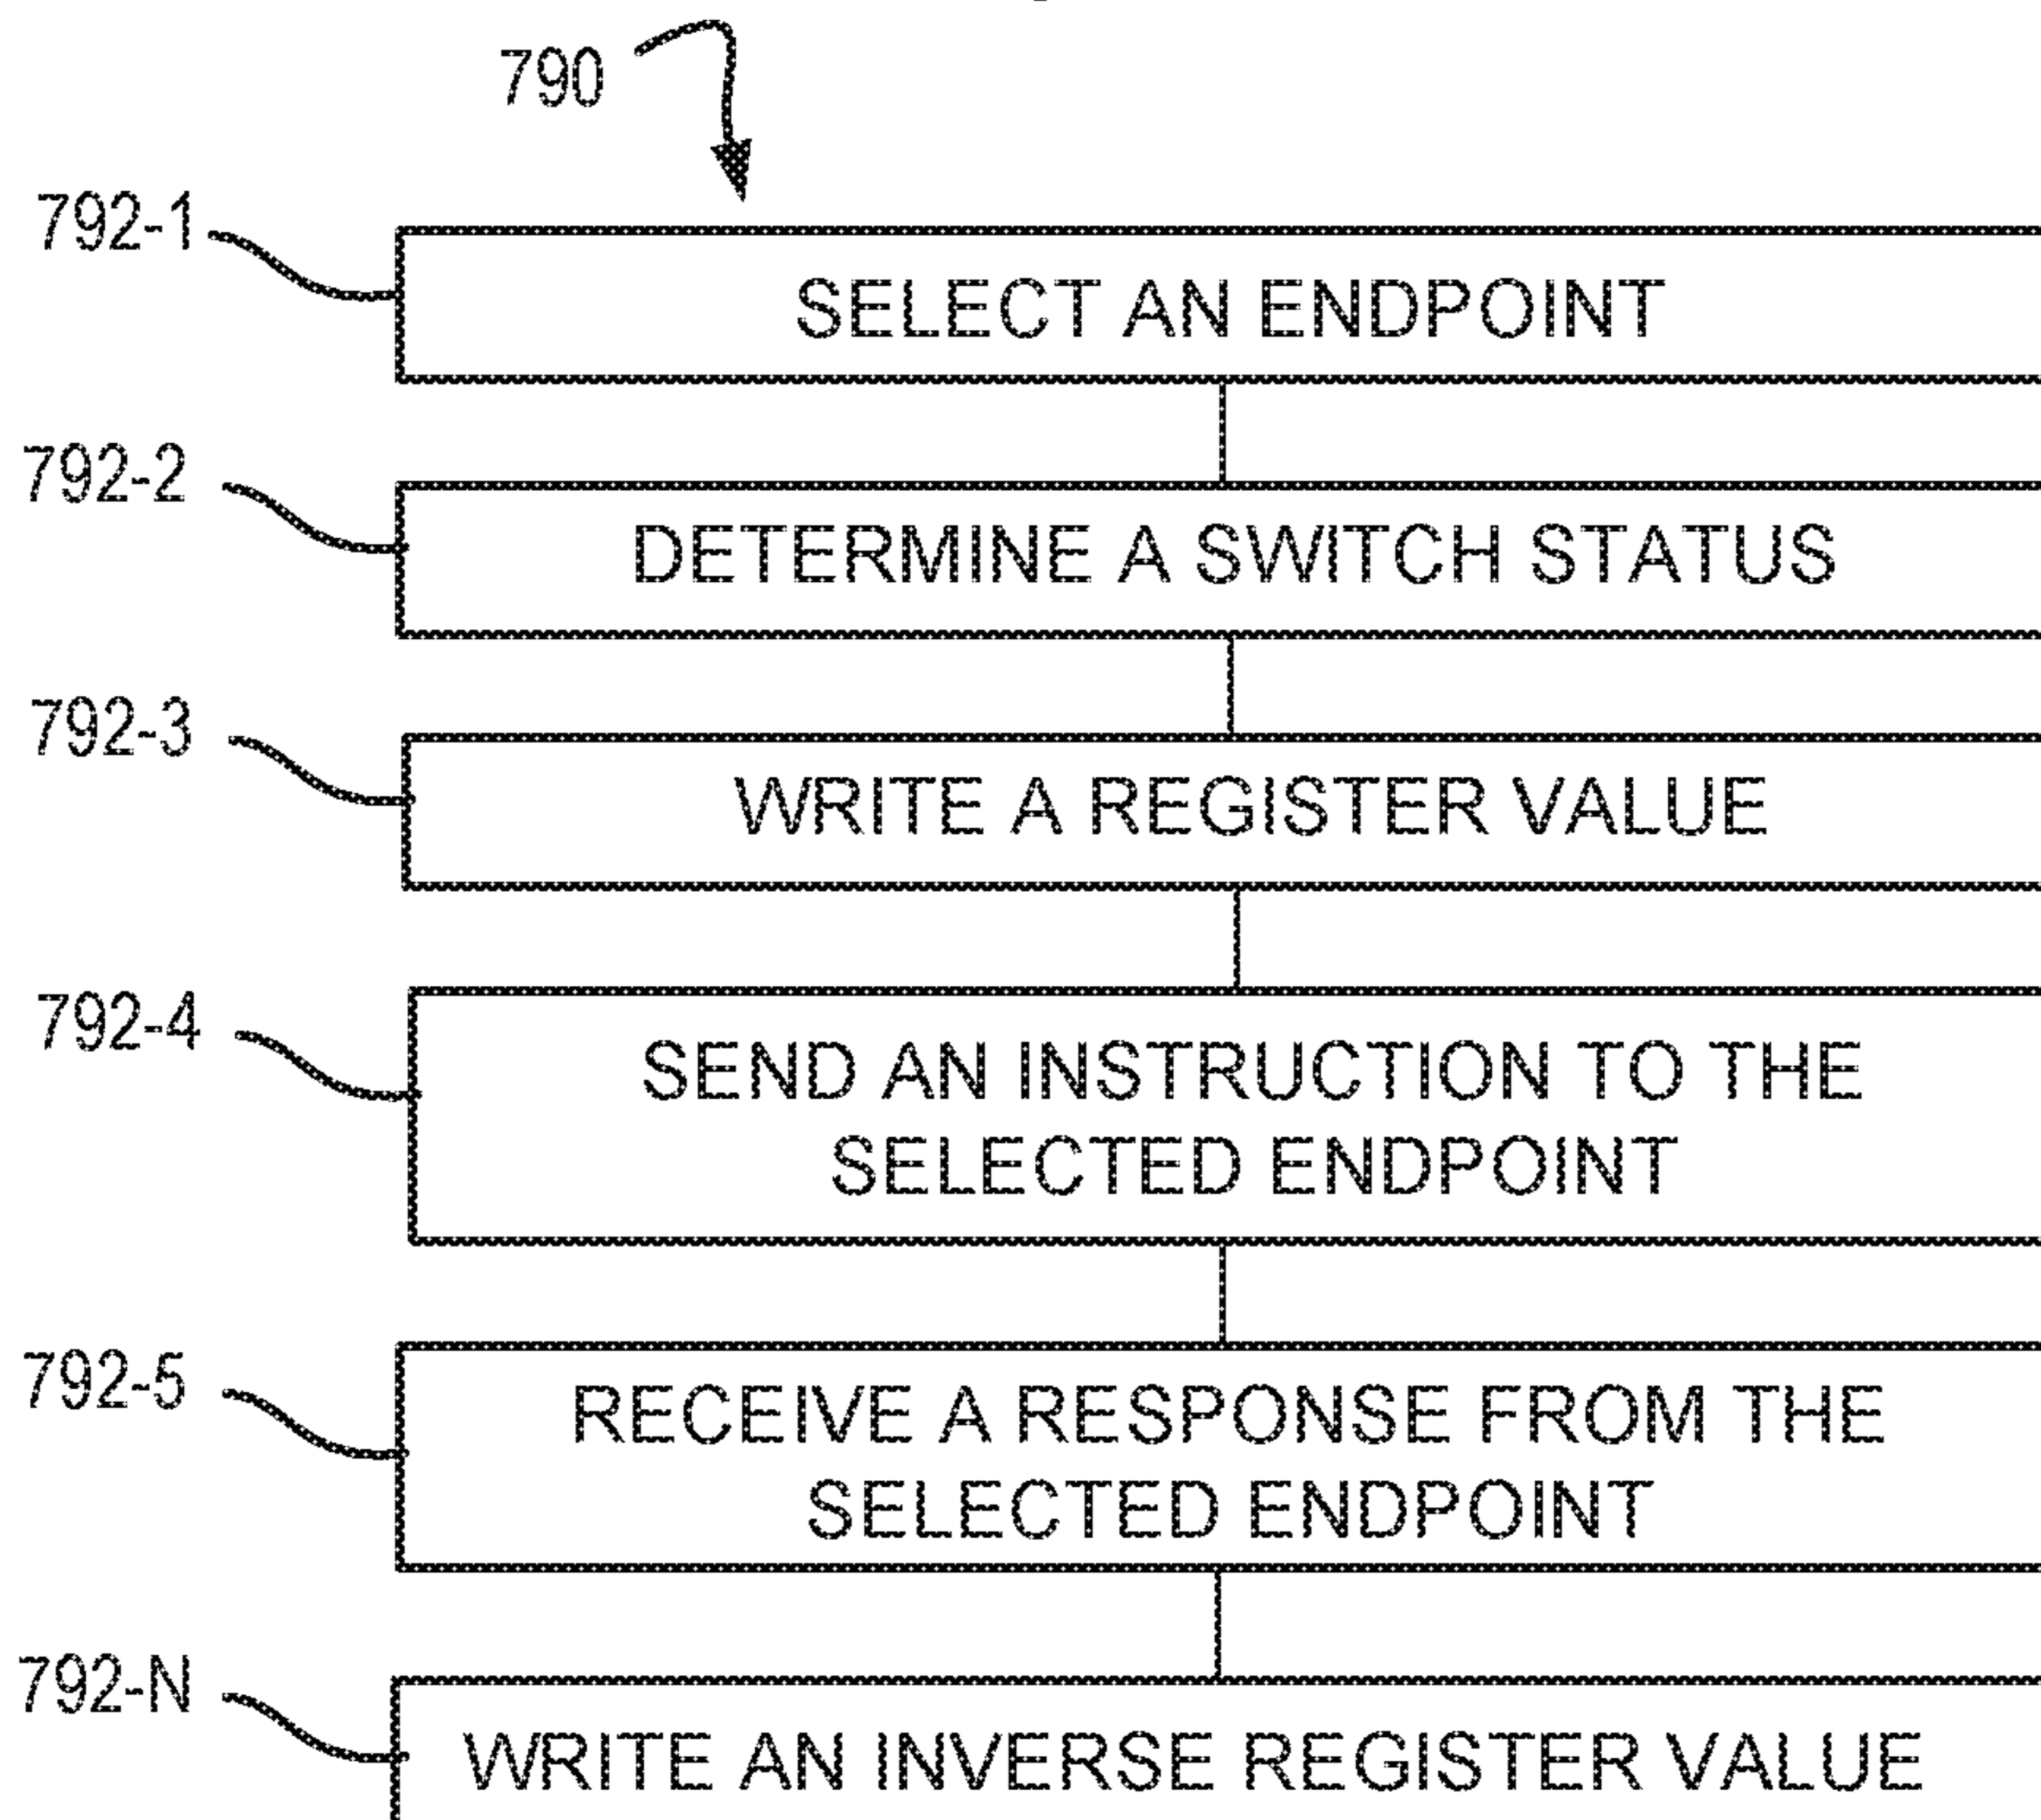 790
792-1
SELECT AN ENDPOINT
792-2
DETERMINE A SWITCH STATUS
792-3
WRITE A REGISTER VALUE
792-4
SEND AN INSTRUCTION TO THE
SELECTED ENDPOINT
792-5
RECEIVE A RESPONSE FROM THE
SELECTED ENDPOINT
792-N
WRITE AN INVERSE REGISTER VALUE